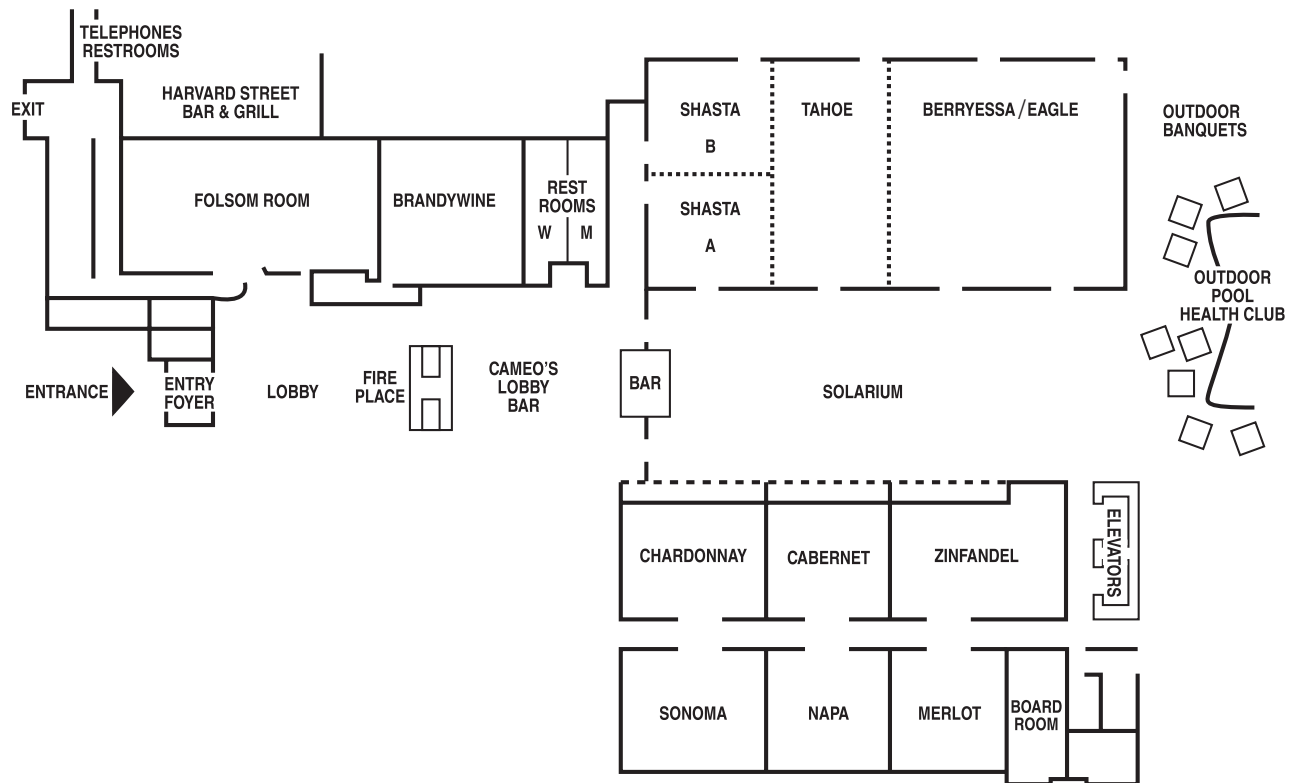 TELEPHONES
RESTROOMS
EXIT
HARVARD STREET
BAR & GRILL
SHASTA
B
TAHOE
BERRYESSA/EAGLE
OUTDOOR
BANQUETS
FOLSOM ROOM
BRANDYWINE
REST
ROOMS
W M
SHASTA
A
OUTDOOR
POOL
HEALTH CLUB
ENTRANCE
ENTRY
FOYER
LOBBY
FIRE
PLACE
CAMEO'S
LOBBY
BAR
BAR
SOLARIUM
CHARDONNAY
CABERNET
ZINFANDEL
ELEVATORS
SONOMA
NAPA
MERLOT
BOARD
ROOM